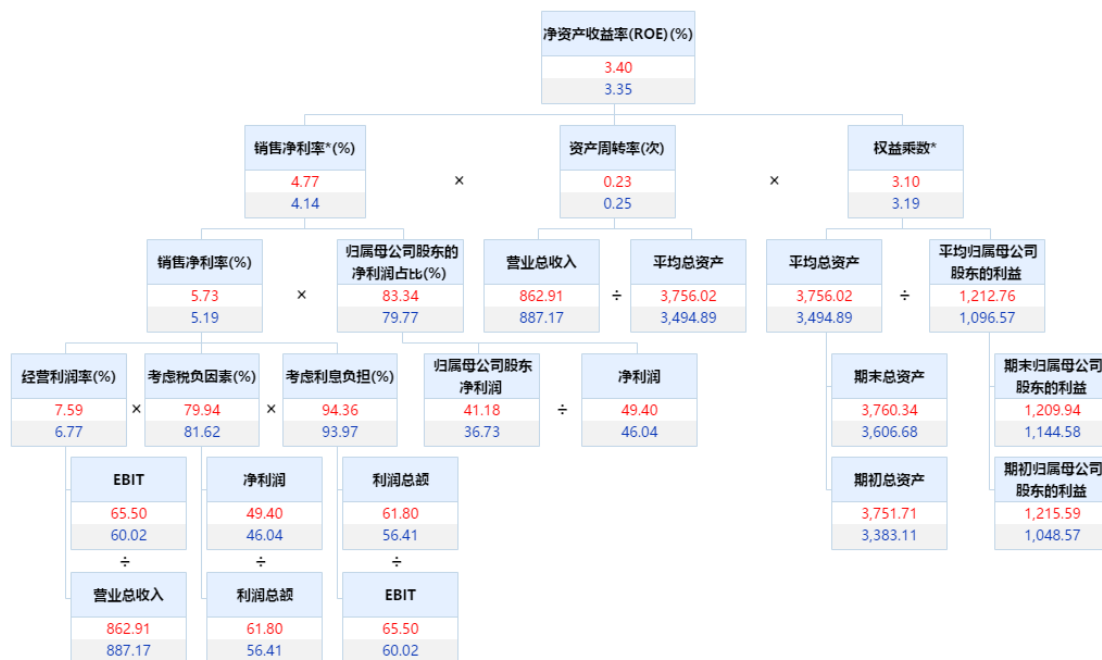 净资产收益率(ROE)(%)
3.40
3.35
销售净利率*(%)
4.77
4.14
×
资产周转率(次)
0.23
0.25
×
权益乘数*
3.10
3.19
销售净利率(%)
5.73
5.19
×
归属母公司股东的
净利润占比(%)
83.34
79.77
营业总收入
862.91
887.17
÷
平均总资产
3,756.02
3,494.89
平均总资产
3,756.02
3,494.89
÷
平均归属母公司
股东的利益
1,212.76
1,096.57
经营利润率(%)
7.59
6.77
×
考虑税负因素(%)
79.94
81.62
×
考虑利息负担(%)
94.36
93.97
归属母公司股东
净利润
41.18
36.73
÷
净利润
49.40
46.04
期末总资产
3,760.34
3,606.68
期末归属母公司
股东的利益
1,209.94
1,144.58
EBIT
65.50
60.02
净利润
49.40
46.04
利润总额
61.80
56.41
期初总资产
3,751.71
3,383.11
期初归属母公司
股东的利益
1,215.59
1,048.57
÷
÷
÷
营业总收入
862.91
887.17
利润总额
61.80
56.41
EBIT
65.50
60.02